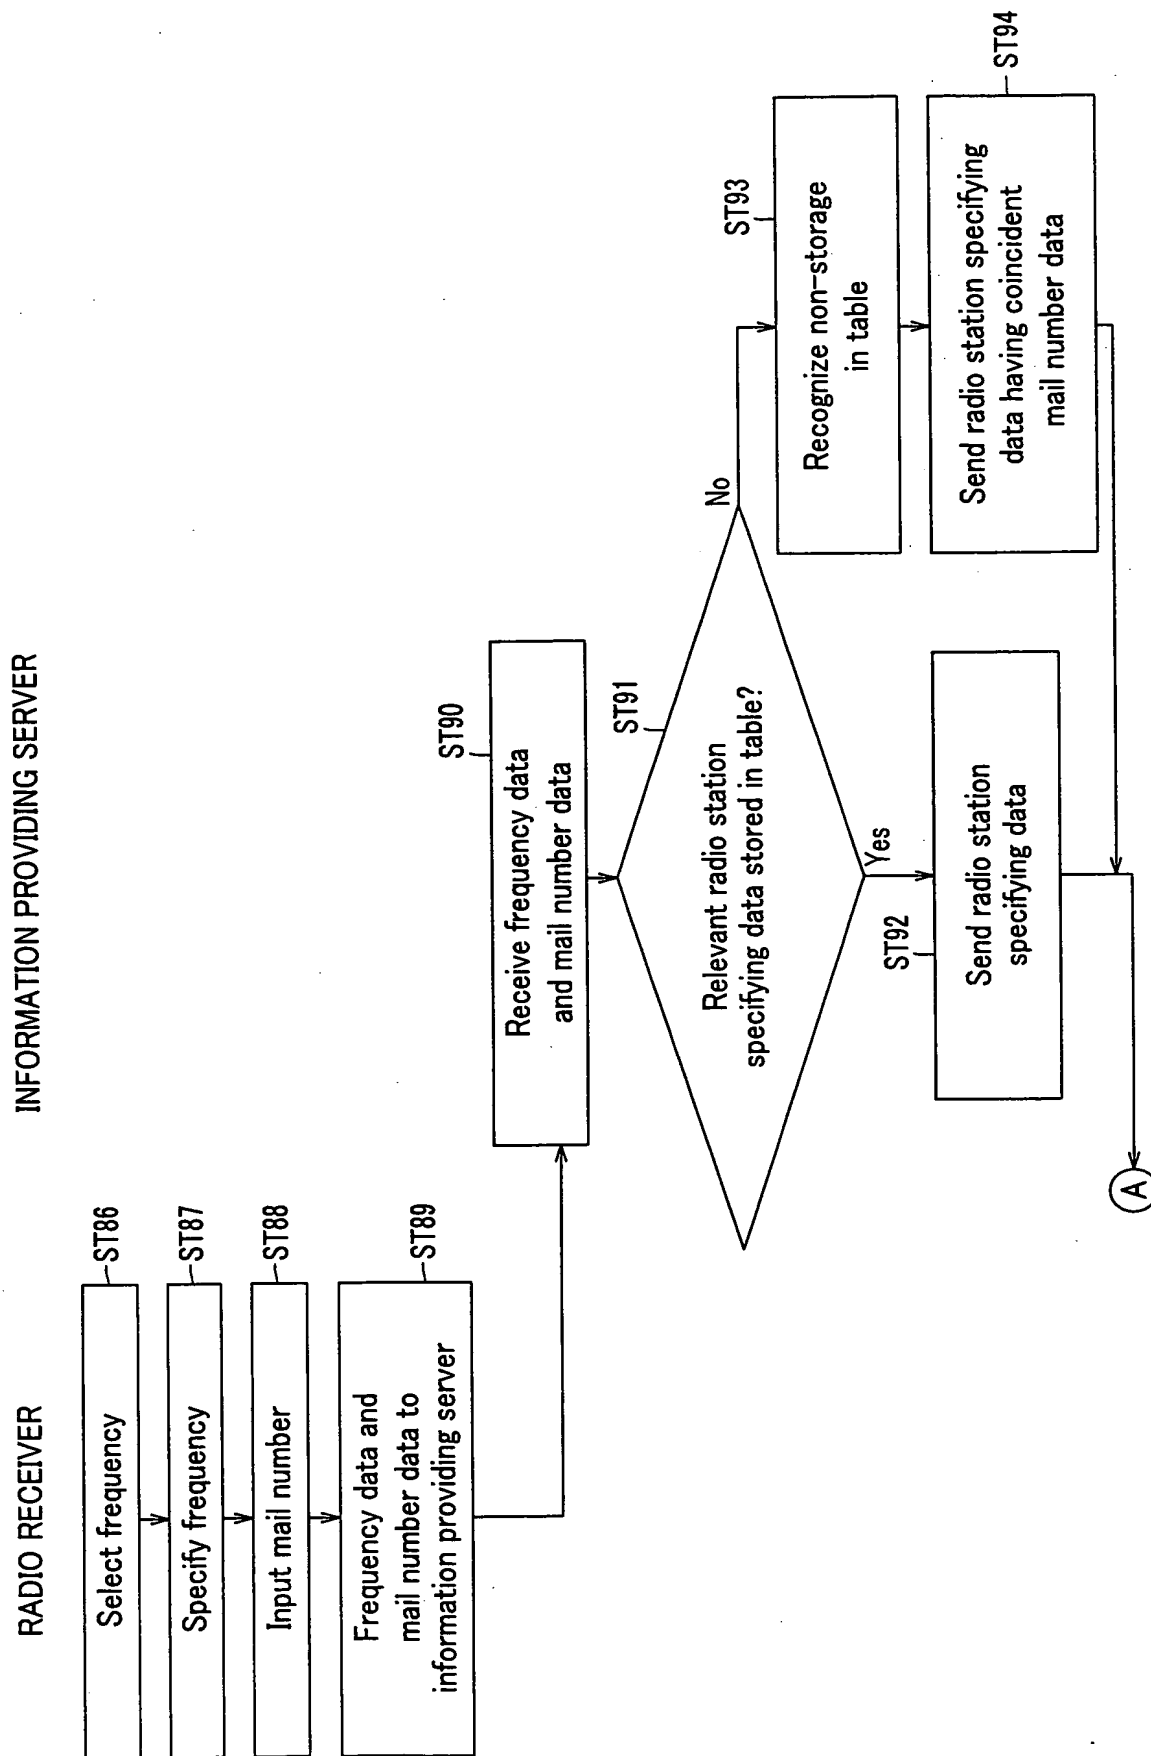 RADIO RECEIVER
INFORMATION PROVIDING SERVER
Select frequency
ST86
Specify frequency
ST87
Input mail number
ST88
Frequency data and
mail number data to
information providing server
ST89
ST90
Receive frequency data
and mail number data
ST91
Relevant radio station
specifying data stored in table?
No
Yes
ST92
Send radio station
specifying data
ST93
Recognize non-storage
in table
ST94
Send radio station specifying
data having coincident
mail number data
A